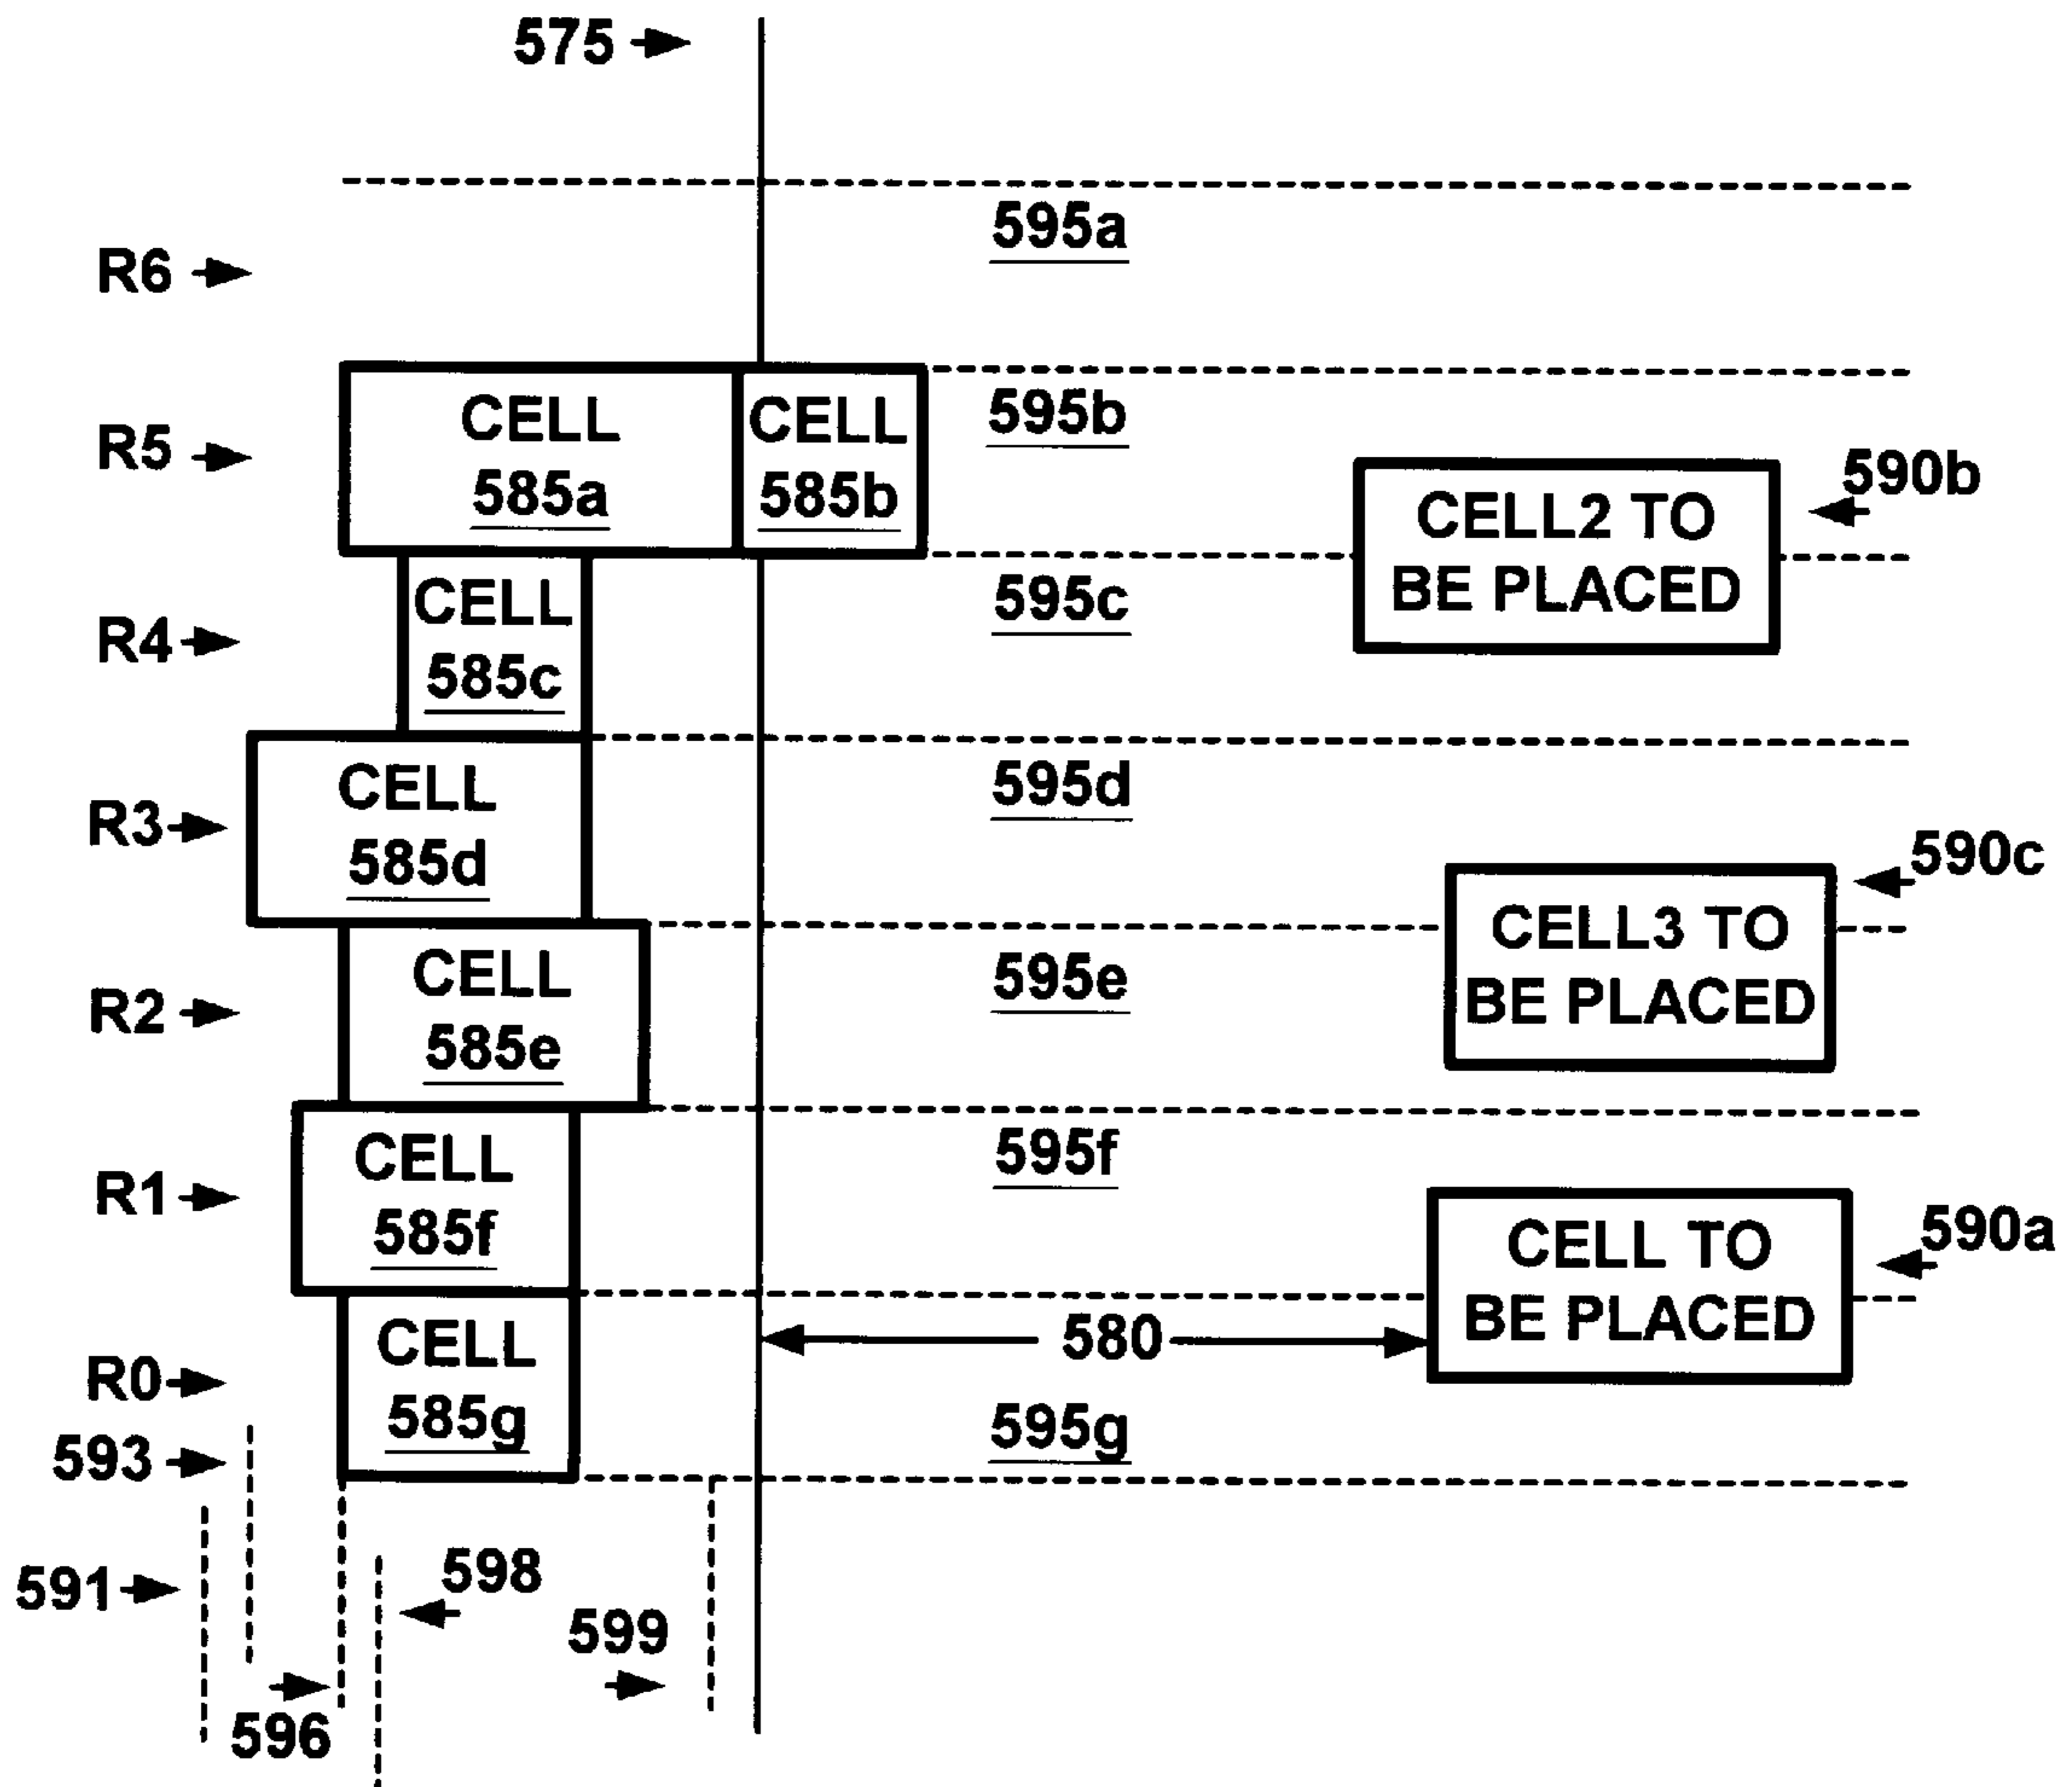 575
595a
R6
CELL
585a
CELL
585b
595b
R5
590b
CELL2 TO
BE PLACED
CELL
585c
595c
R4
CELL
585d
595d
R3
590c
CELL3 TO
BE PLACED
CELL
585e
595e
R2
CELL
585f
595f
R1
590a
CELL TO
BE PLACED
CELL
585g
580
R0
595g
593
591
598
599
596